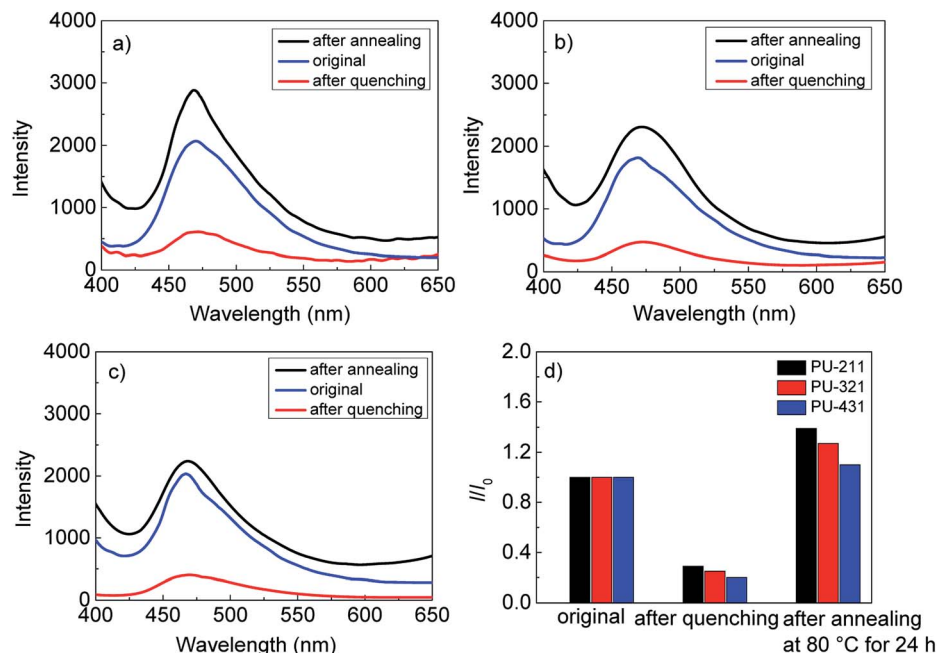 a)
after annealing
original
after quenching
4000
3000
2000
1000
0
Intensity
400 450 500 550 600 650
Wavelength (nm)
b)
after annealing
original
after quenching
4000
3000
2000
1000
0
Intensity
400 450 500 550 600 650
Wavelength (nm)
c)
after annealing
original
after quenching
4000
3000
2000
1000
0
Intensity
400 450 500 550 600 650
Wavelength (nm)
d)
PU-211
PU-321
PU-431
2.0
1.6
1.2
0.8
0.4
0.0
I/I0
original after quenching after annealing
at 80 °C for 24 h